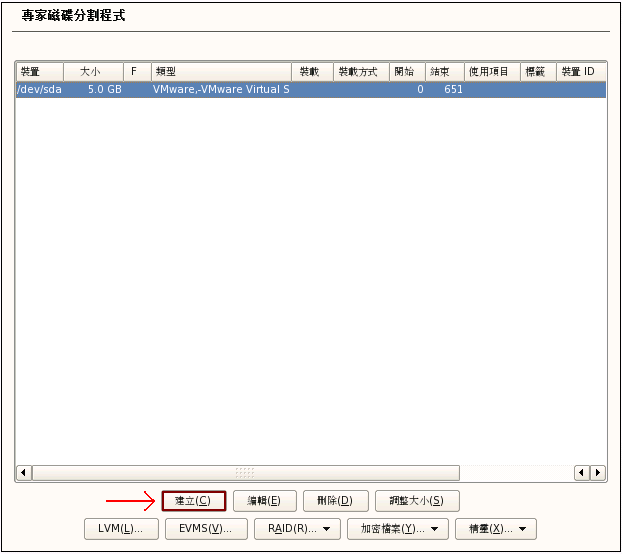 專家磁碟分割程式
裝置 大小 F 類型 裝載 裝載方式 開始 結束 使用項目 標籤 裝置 ID
/dev/sda 5.0 GB VMware,-VMware Virtual S 0 651
建立(C) 編輯(E) 刪除(D) 調整大小(S)
LVM(L)... EVMS(V)... RAID(R)... 加密檔案(Y)... 精靈(X)...